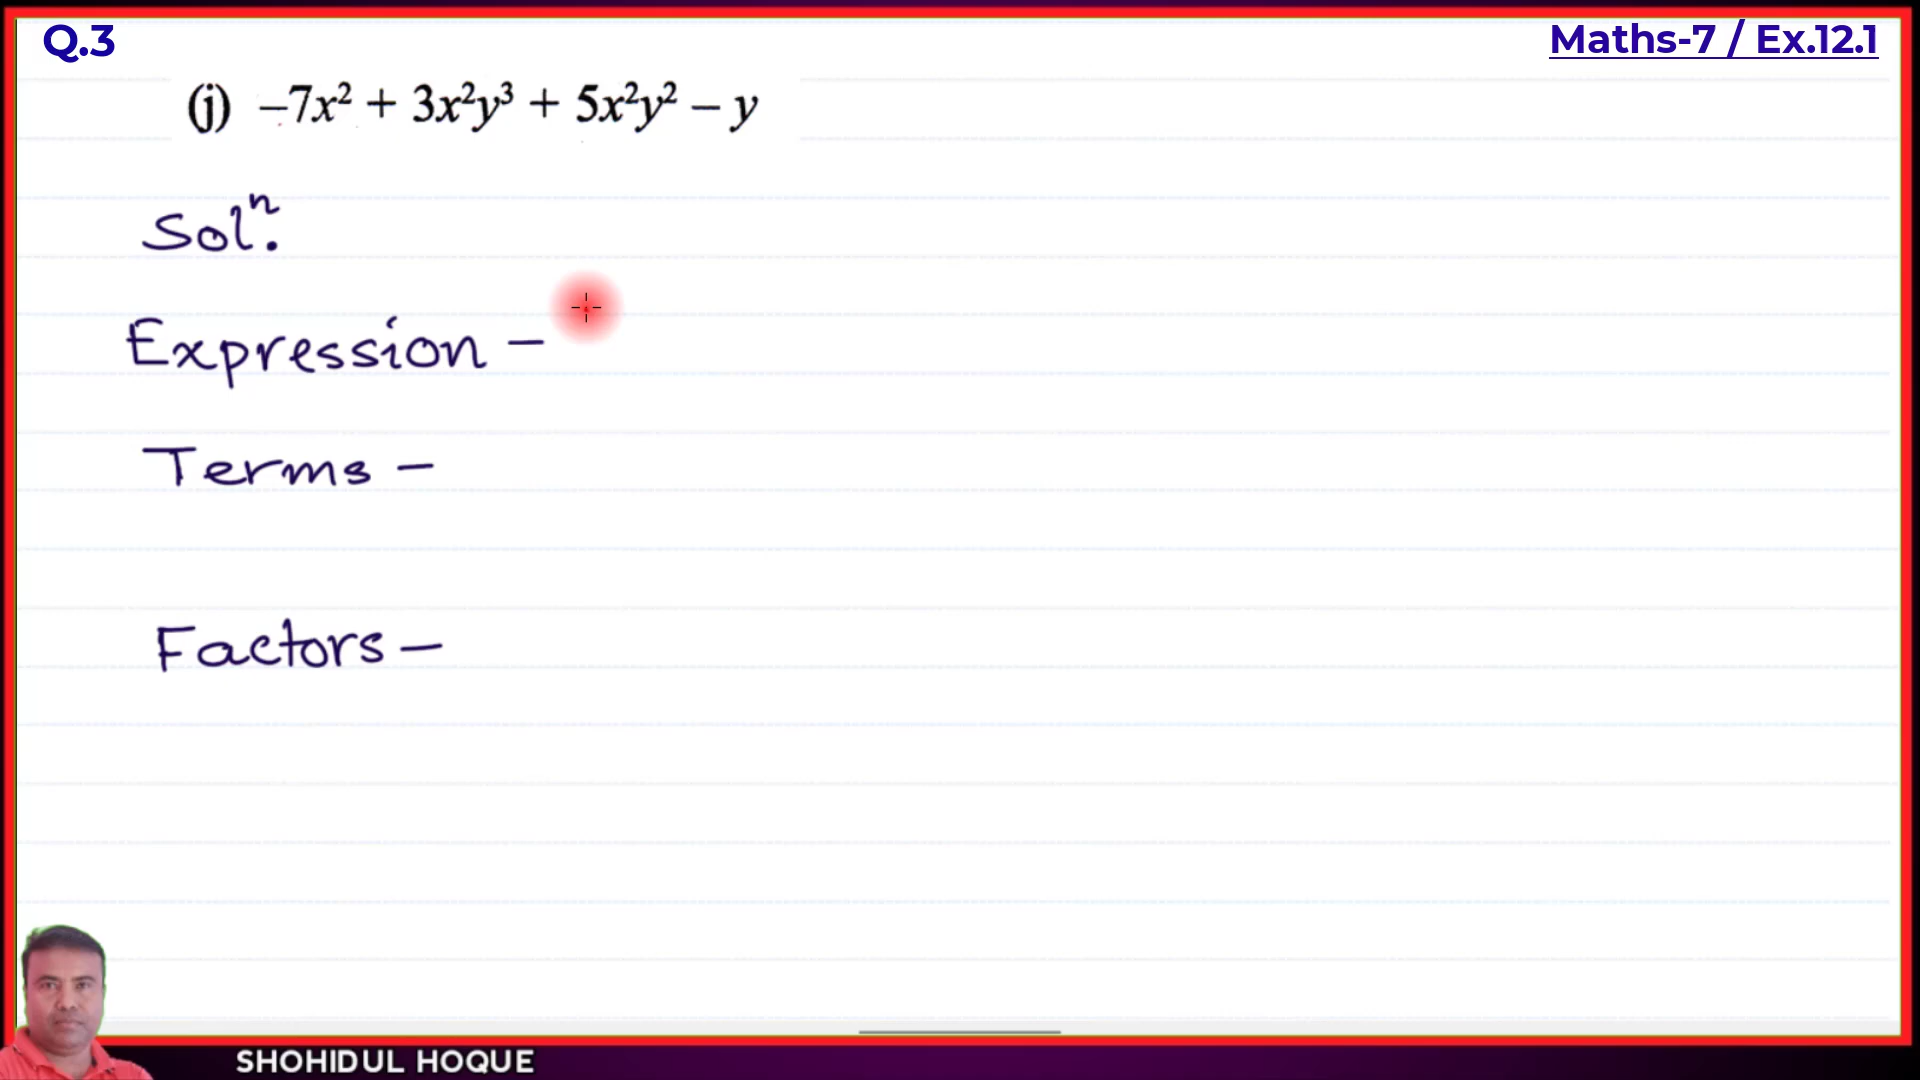 Q.3
Maths-7 / Ex.12.1
(j) –7x² + 3x²y³ + 5x²y² – y
Solⁿ.
Expression –
Terms –
Factors –
SHOHIDUL HOQUE